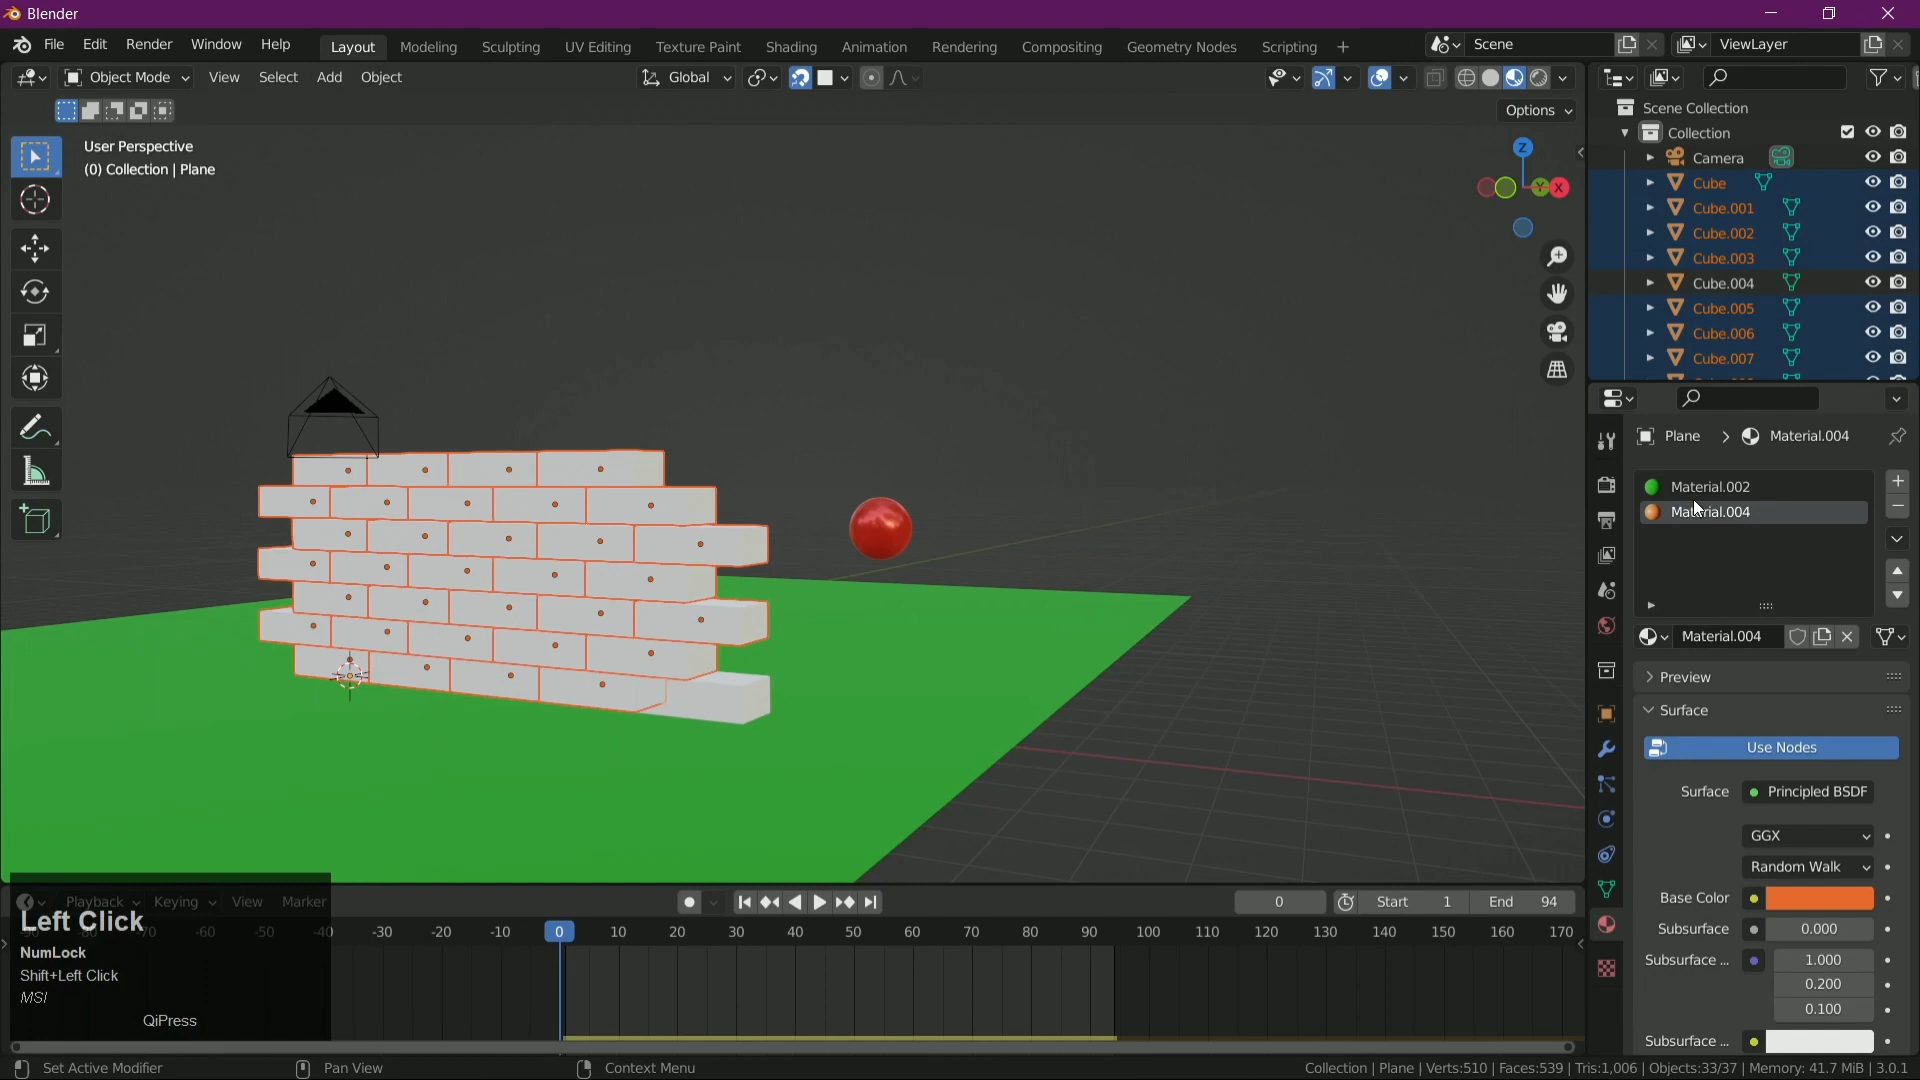 Blender
File Edit Render Window Help Layout Modeling Sculpting UV Editing Texture Paint Shading Animation Rendering Compositing Geometry Nodes Scripting + Scene ViewLayer
Object Mode View Select Add Object Global
Options
User Perspective
(0) Collection | Plane
Z
Y X
Scene Collection
Collection
Camera
Cube
Cube.001
Cube.002
Cube.003
Cube.004
Cube.005
Cube.006
Cube.007
Plane > Material.004
Material.002
Material.004
Material.004
Preview
Surface
Use Nodes
Surface Principled BSDF
GGX
Random Walk
Base Color
Subsurface 0.000
Subsurface ... 1.000
0.200
0.100
Subsurface ...
Playback Keying View Marker 0 Start 1 End 94
-70 -60 -50 -40 -30 -20 -10 0 10 20 30 40 50 60 70 80 90 100 110 120 130 140 150 160 170
Left Click
NumLock
Shift+Left Click
MSI
QiPress
Set Active Modifier Pan View Context Menu Collection | Plane | Verts:510 | Faces:539 | Tris:1,006 | Objects:33/37 | Memory: 41.7 MiB | 3.0.1